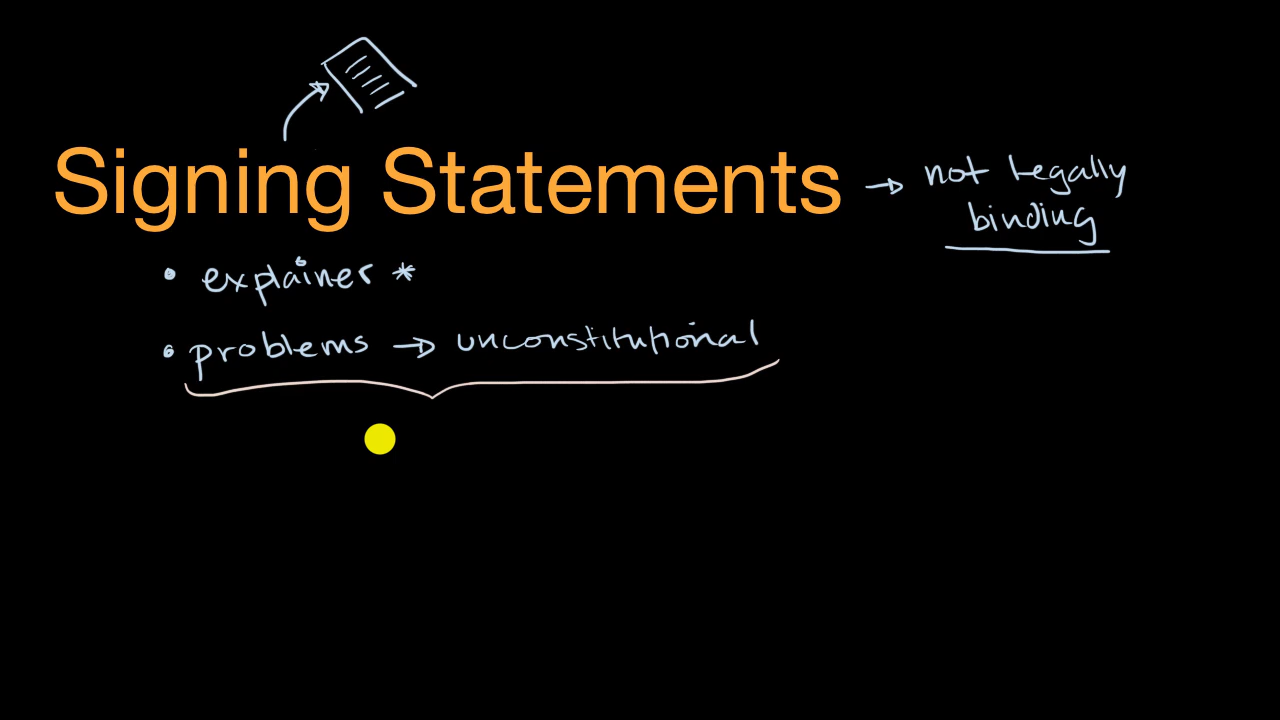 Signing Statements → not legally
binding
• explainer *
• problems → unconstitutional